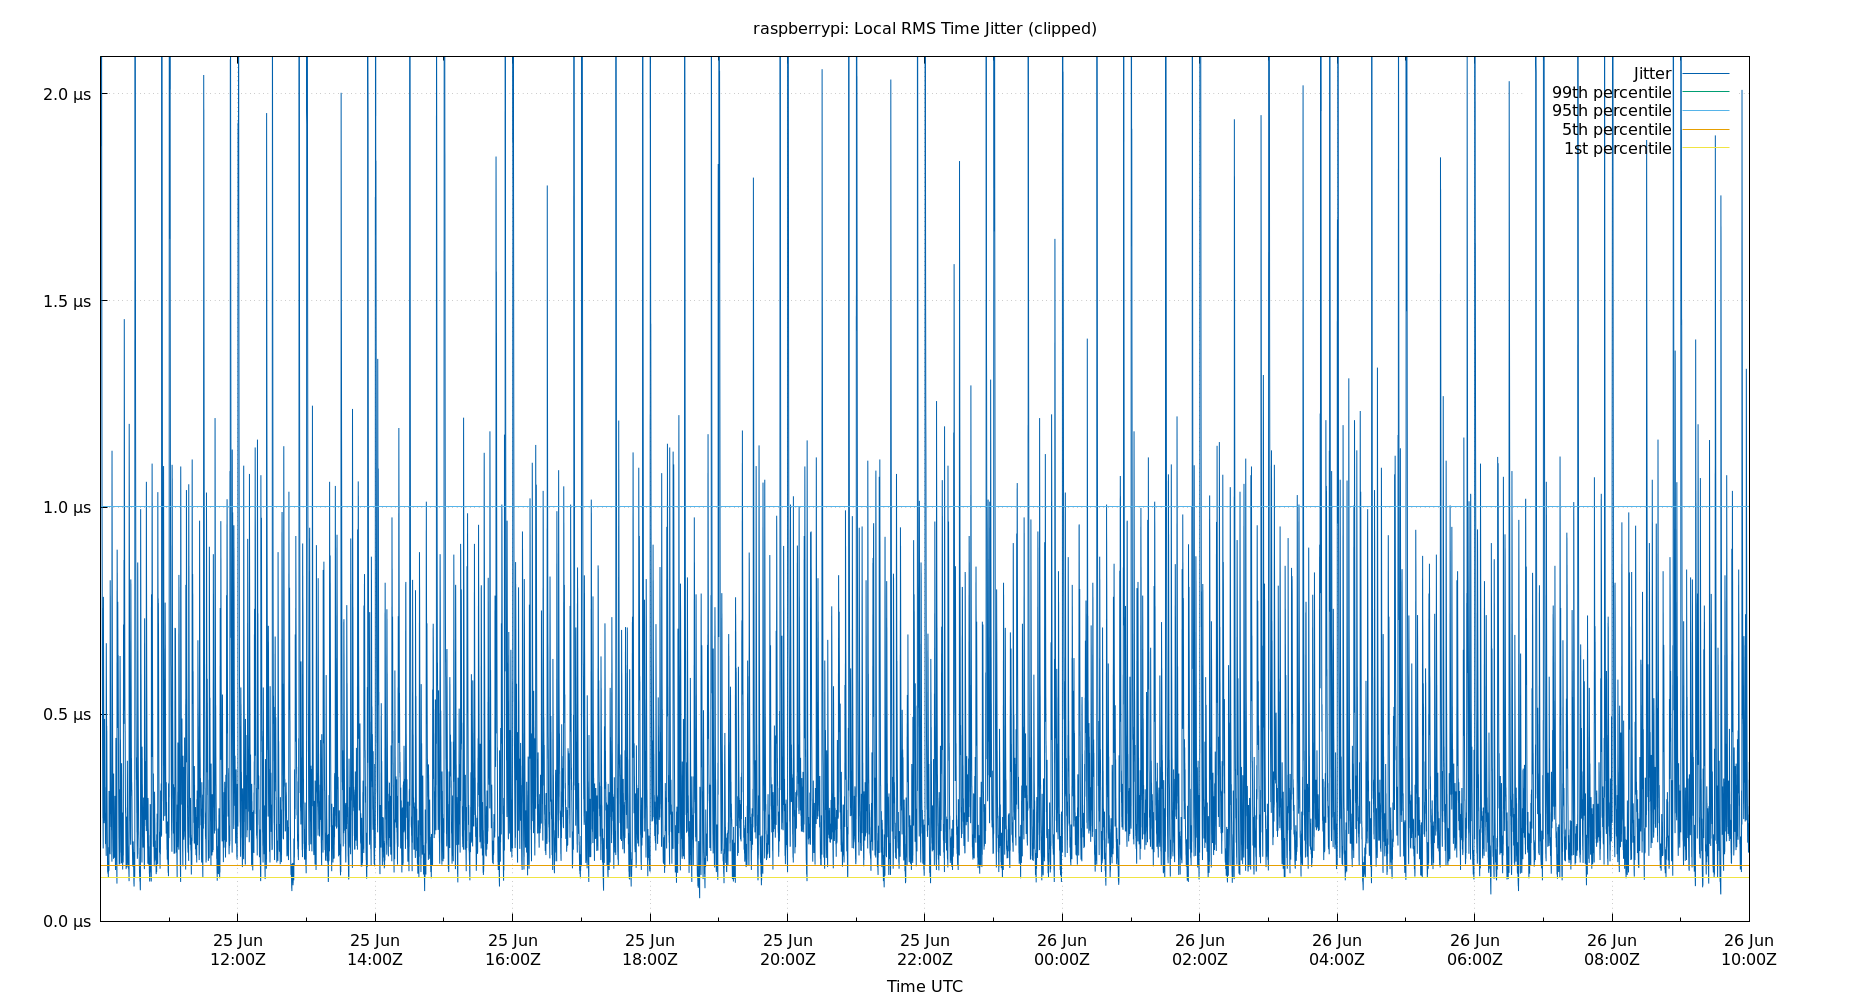 raspberrypi: Local RMS Time Jitter (clipped)
Jitter
99th percentile
95th percentile
5th percentile
1st percentile
2.0 µs
1.5 µs
1.0 µs
0.5 µs
0.0 µs
25 Jun 25 Jun 25 Jun 25 Jun 25 Jun 25 Jun 26 Jun 26 Jun 26 Jun 26 Jun 26 Jun 26 Jun
12:00Z 14:00Z 16:00Z 18:00Z 20:00Z 22:00Z 00:00Z 02:00Z 04:00Z 06:00Z 08:00Z 10:00Z
Time UTC